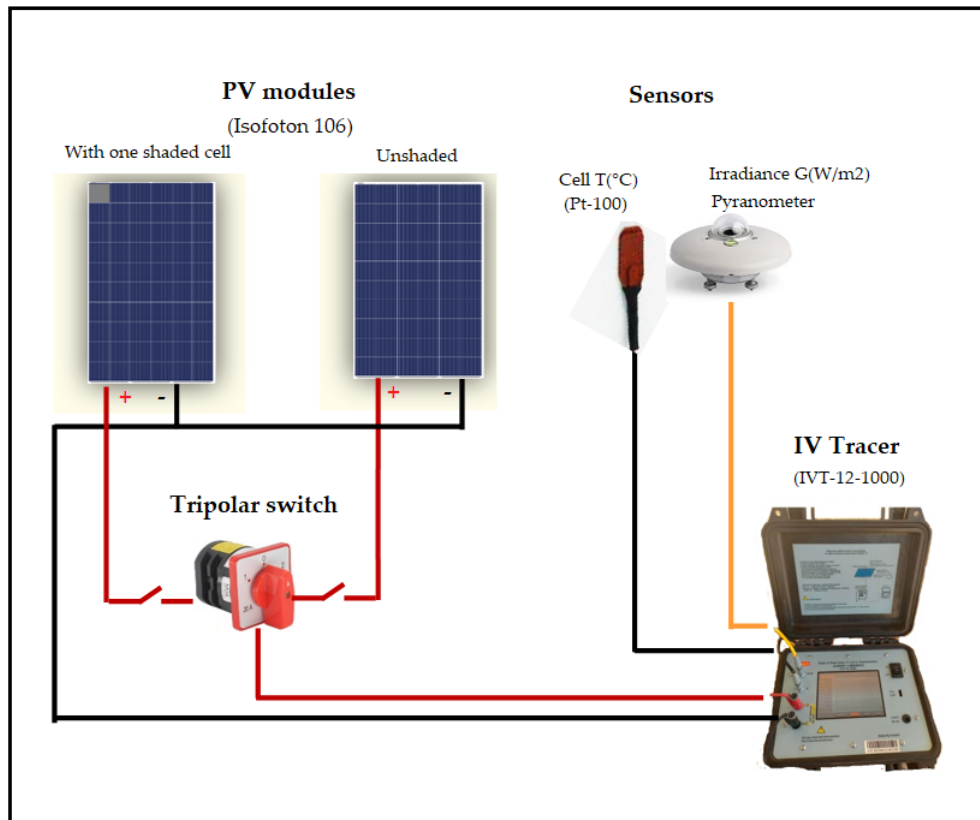 PV modules
(Isofoton 106)
With one shaded cell
Unshaded
+
-
+
-
Sensors
Cell T(°C)
(Pt-100)
Irradiance G(W/m2)
Pyranometer
Tripolar switch
IV Tracer
(IVT-12-1000)